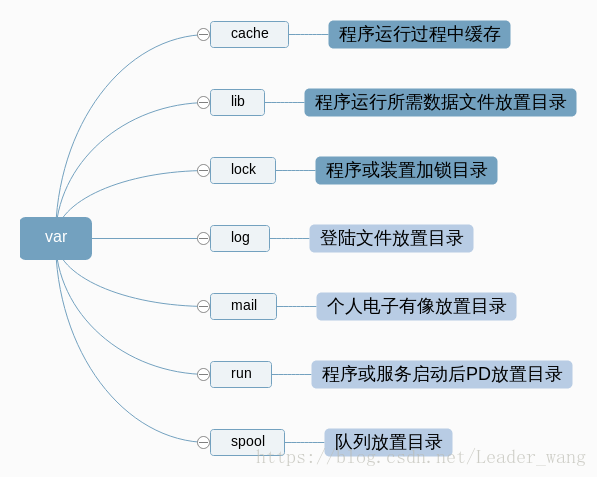 cache
程序运行过程中缓存
lib
程序运行所需数据文件放置目录
lock
程序或装置加锁目录
var
log
登陆文件放置目录
mail
个人电子有像放置目录
run
程序或服务启动后PD放置目录
spool
队列放置目录
https://blog.csdn.net/Leader_wang